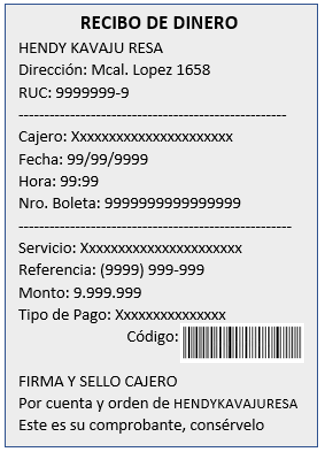 RECIBO DE DINERO
HENDY KAVAJU RESA
Dirección: Mcal. Lopez 1658
RUC: 9999999-9
-----------------------------------------------------
Cajero: Xxxxxxxxxxxxxxxxxxxxxx
Fecha: 99/99/9999
Hora: 99:99
Nro. Boleta: 9999999999999999
------------------------------------------------------
Servicio: Xxxxxxxxxxxxxxxxxxxxxx
Referencia: (9999) 999-999
Monto: 9.999.999
Tipo de Pago: Xxxxxxxxxxxxxxx
Código:
FIRMA Y SELLO CAJERO
Por cuenta y orden de HENDYKAVAJURESA
Este es su comprobante, consérvelo